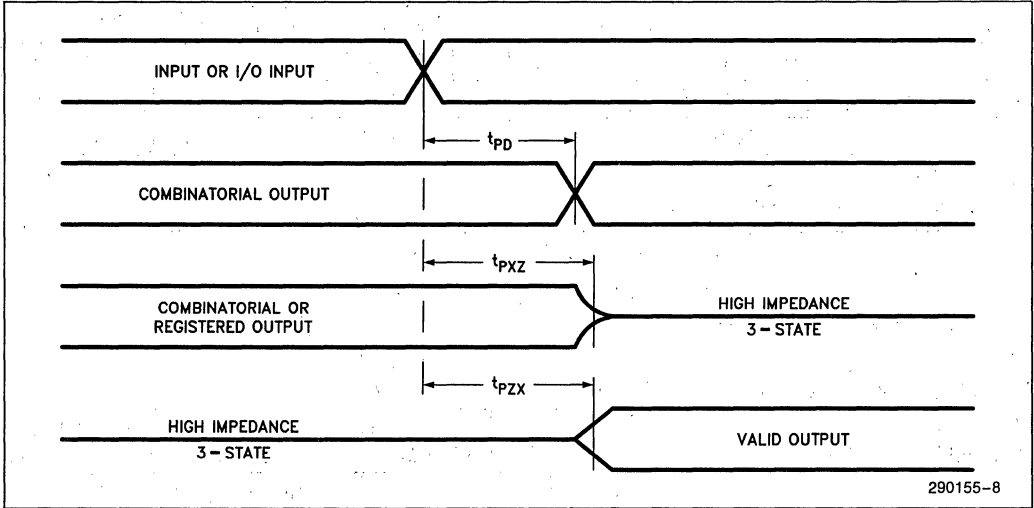 INPUT OR I/O INPUT
tPD
COMBINATORIAL OUTPUT
tPXZ
COMBINATORIAL OR
REGISTERED OUTPUT
HIGH IMPEDANCE
3-STATE
tPZX
HIGH IMPEDANCE
3-STATE
VALID OUTPUT
290155-8